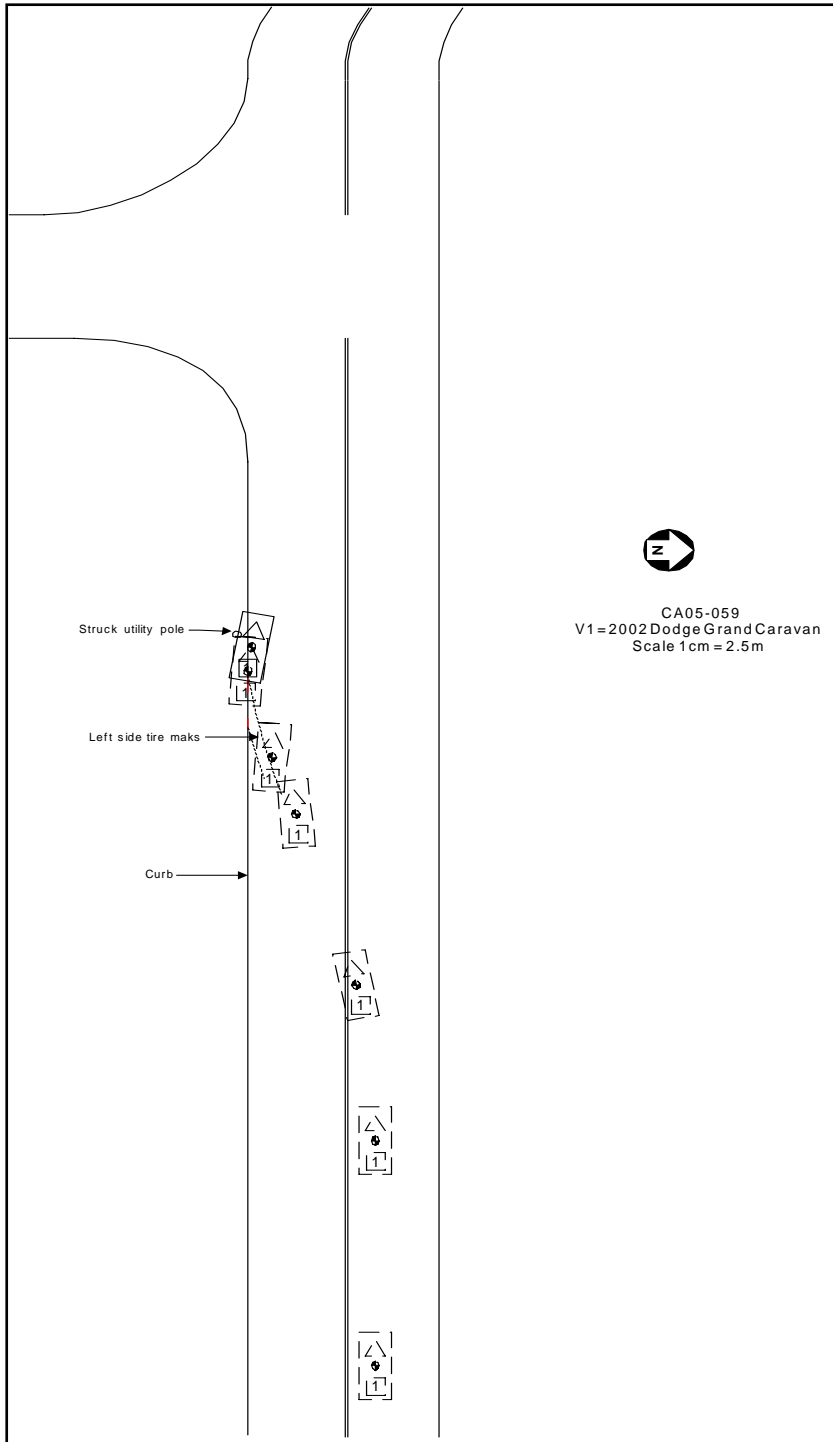 Struck utility pole
N
CA05-059
V1=2002 Dodge Grand Caravan
Scale 1cm = 2.5m
1
1
Left side tire maks
1
1
Curb
1
1
1